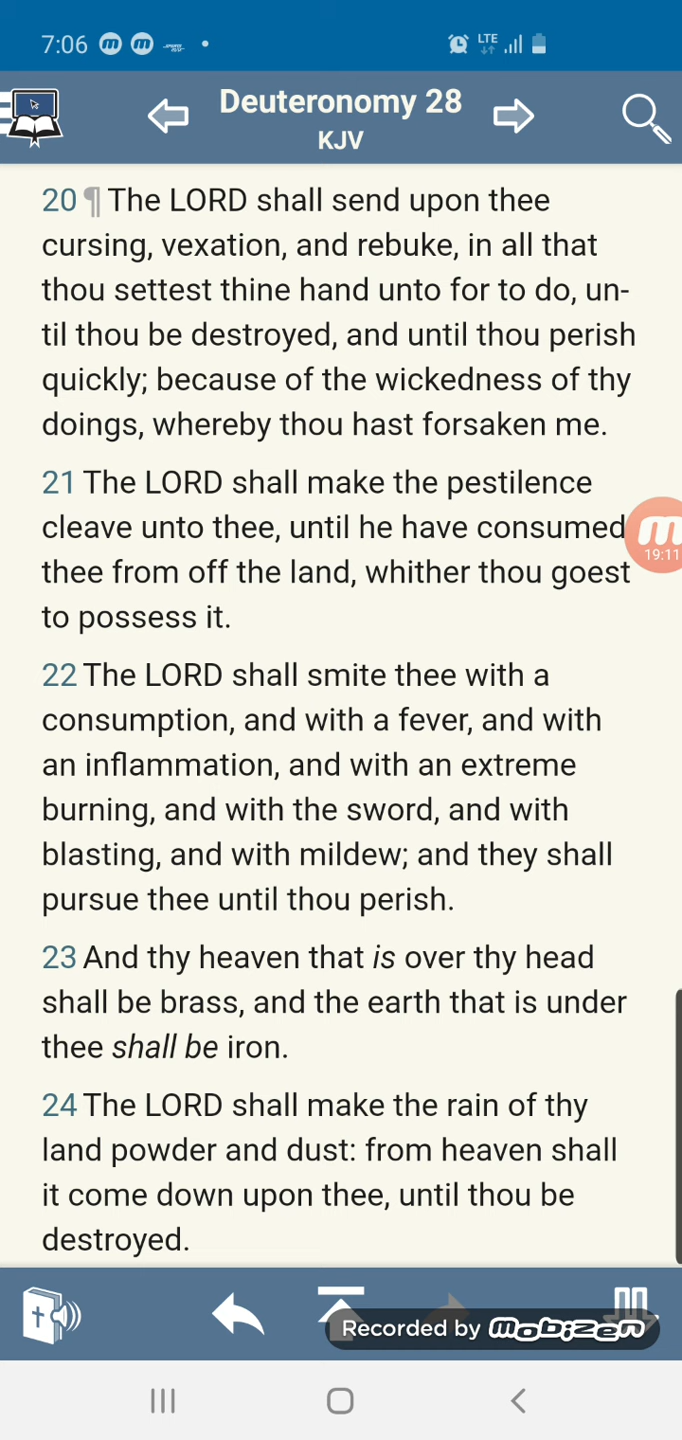 7:06
LTE
Deuteronomy 28
KJV
20 ¶ The LORD shall send upon thee
cursing, vexation, and rebuke, in all that
thou settest thine hand unto for to do, un-
til thou be destroyed, and until thou perish
quickly; because of the wickedness of thy
doings, whereby thou hast forsaken me.
21 The LORD shall make the pestilence
cleave unto thee, until he have consumed
thee from off the land, whither thou goest
to possess it.
19:11
22 The LORD shall smite thee with a
consumption, and with a fever, and with
an inflammation, and with an extreme
burning, and with the sword, and with
blasting, and with mildew; and they shall
pursue thee until thou perish.
23 And thy heaven that is over thy head
shall be brass, and the earth that is under
thee shall be iron.
24 The LORD shall make the rain of thy
land powder and dust: from heaven shall
it come down upon thee, until thou be
destroyed.
Recorded by mobizen